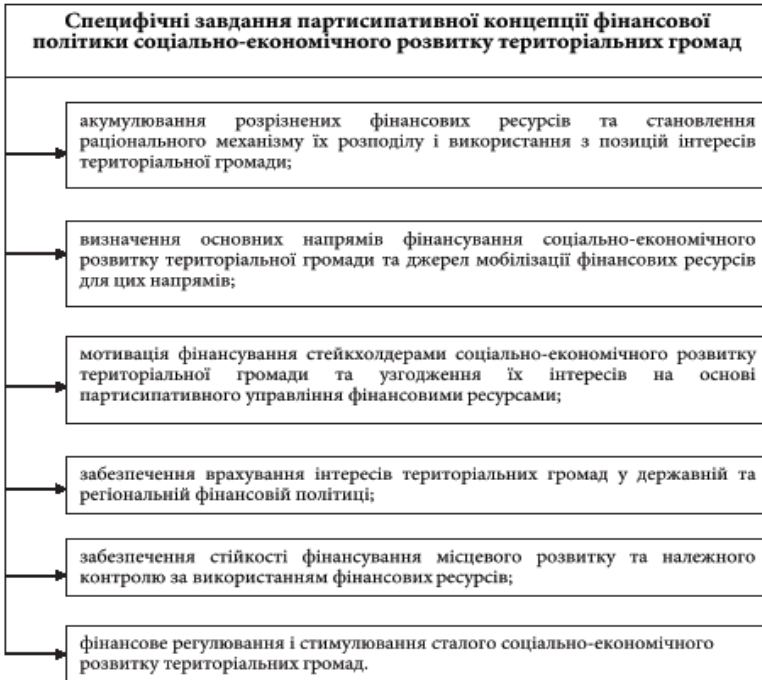 Специфічні завдання партисипативної концепції фінансової
політики соціально-економічного розвитку територіальних громад
акумулювання розрізнених фінансових ресурсів та становлення
раціонального механізму їх розподілу і використання з позицій інтересів
територіальної громади;
визначення основних напрямів фінансування соціально-економічного
розвитку територіальної громади та джерел мобілізації фінансових ресурсів
для цих напрямів;
мотивація фінансування стейкхолдерами соціально-економічного розвитку
територіальної громади та узгодження їх інтересів на основі
партисипативного управління фінансовими ресурсами;
забезпечення врахування інтересів територіальних громад у державній та
регіональній фінансовій політиці;
забезпечення стійкості фінансування місцевого розвитку та належного
контролю за використанням фінансових ресурсів;
фінансове регулювання і стимулювання сталого соціально-економічного
розвитку територіальних громад.